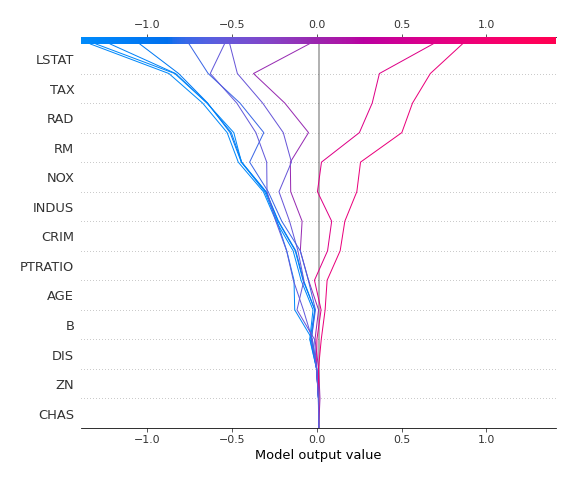 −1.0 −0.5 0.0 0.5 1.0
LSTAT
TAX
RAD
RM
NOX
INDUS
CRIM
PTRATIO
AGE
B
DIS
ZN
CHAS
−1.0 −0.5 0.0 0.5 1.0
Model output value